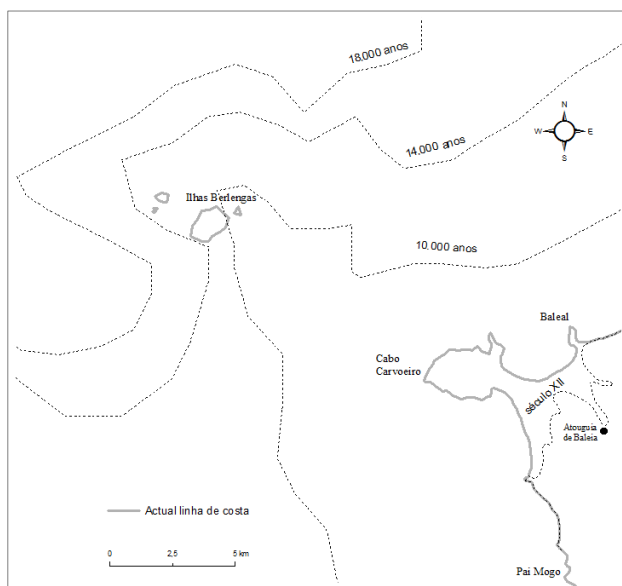 18.000 anos
14.000 anos
N
W E
S
Ilhas Berlengas
10.000 anos
Baleal
Cabo
Carvoeiro
século XII
Atouguia
de Baleia
Actual linha de costa
0 2,5 5 km
Pai Mogo